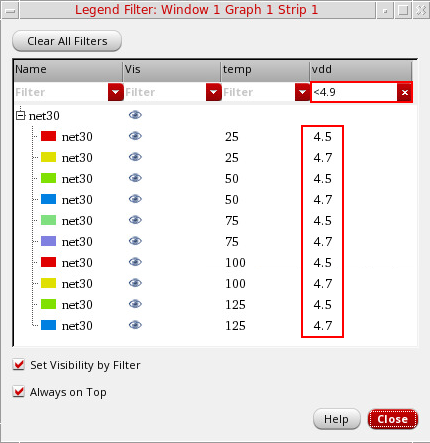 Legend Filter: Window 1 Graph 1 Strip 1
Clear All Filters
Name Vis temp vdd
Filter Filter Filter <4.9
net30
net30 25 4.5
net30 25 4.7
net30 50 4.5
net30 50 4.7
net30 75 4.5
net30 75 4.7
net30 100 4.5
net30 100 4.7
net30 125 4.5
net30 125 4.7
Set Visibility by Filter
Always on Top
Help Close